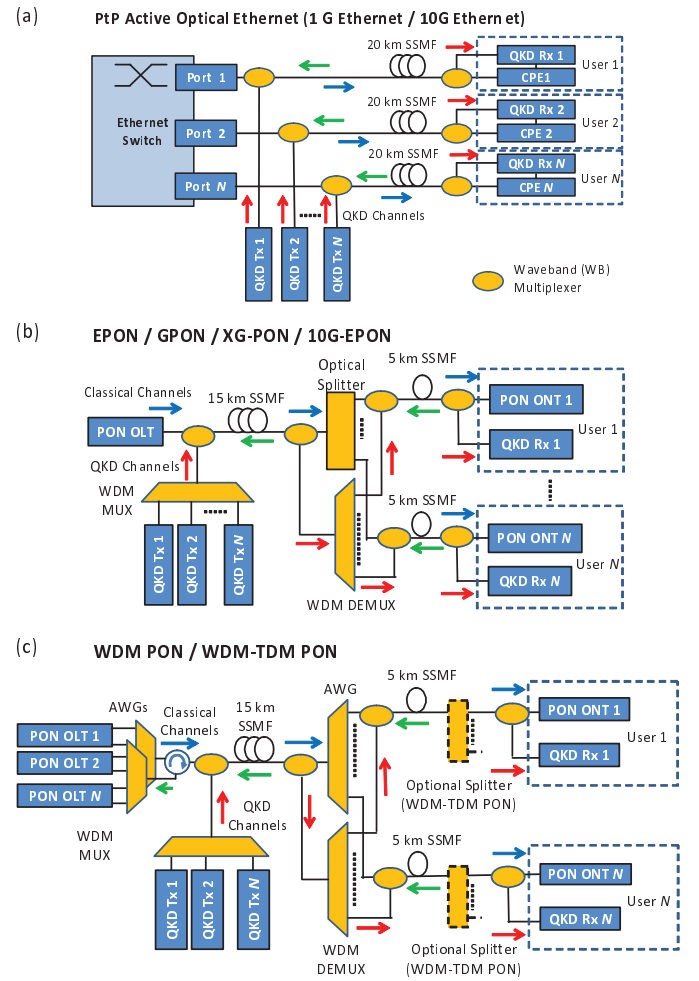 (a)
PtP Active Optical Ethernet (1 G Ethernet / 10G Ethernet)
Ethernet
Switch
Port 1
Port 2
Port N
20 km SSMF
20 km SSMF
20 km SSMF
QKD Rx 1
CPE1
User 1
QKD Rx 2
CPE 2
User 2
QKD Rx N
CPE N
User N
QKD Channels
QKD Tx 1
QKD Tx 2
QKD Tx N
Waveband (WB)
Multiplexer
(b)
EPON / GPON / XG-PON / 10G-EPON
Classical Channels
15 km SSMF
Optical
Splitter
5 km SSMF
PON OLT
QKD Channels
WDM
MUX
QKD Tx 1
QKD Tx 2
QKD Tx N
PON ONT 1
QKD Rx 1
User 1
5 km SSMF
PON ONT N
QKD Rx N
User N
WDM DEMUX
(c)
WDM PON / WDM-TDM PON
AWGs
Classical
Channels
15 km
SSMF
AWG
5 km SSMF
PON OLT 1
PON OLT 2
PON OLT N
WDM
MUX
QKD
Channels
QKD Tx 1
QKD Tx 2
QKD Tx N
PON ONT 1
QKD Rx 1
User 1
Optional Splitter
(WDM-TDM PON)
5 km SSMF
PON ONT N
QKD Rx N
User N
WDM
DEMUX
Optional Splitter
(WDM-TDM PON)